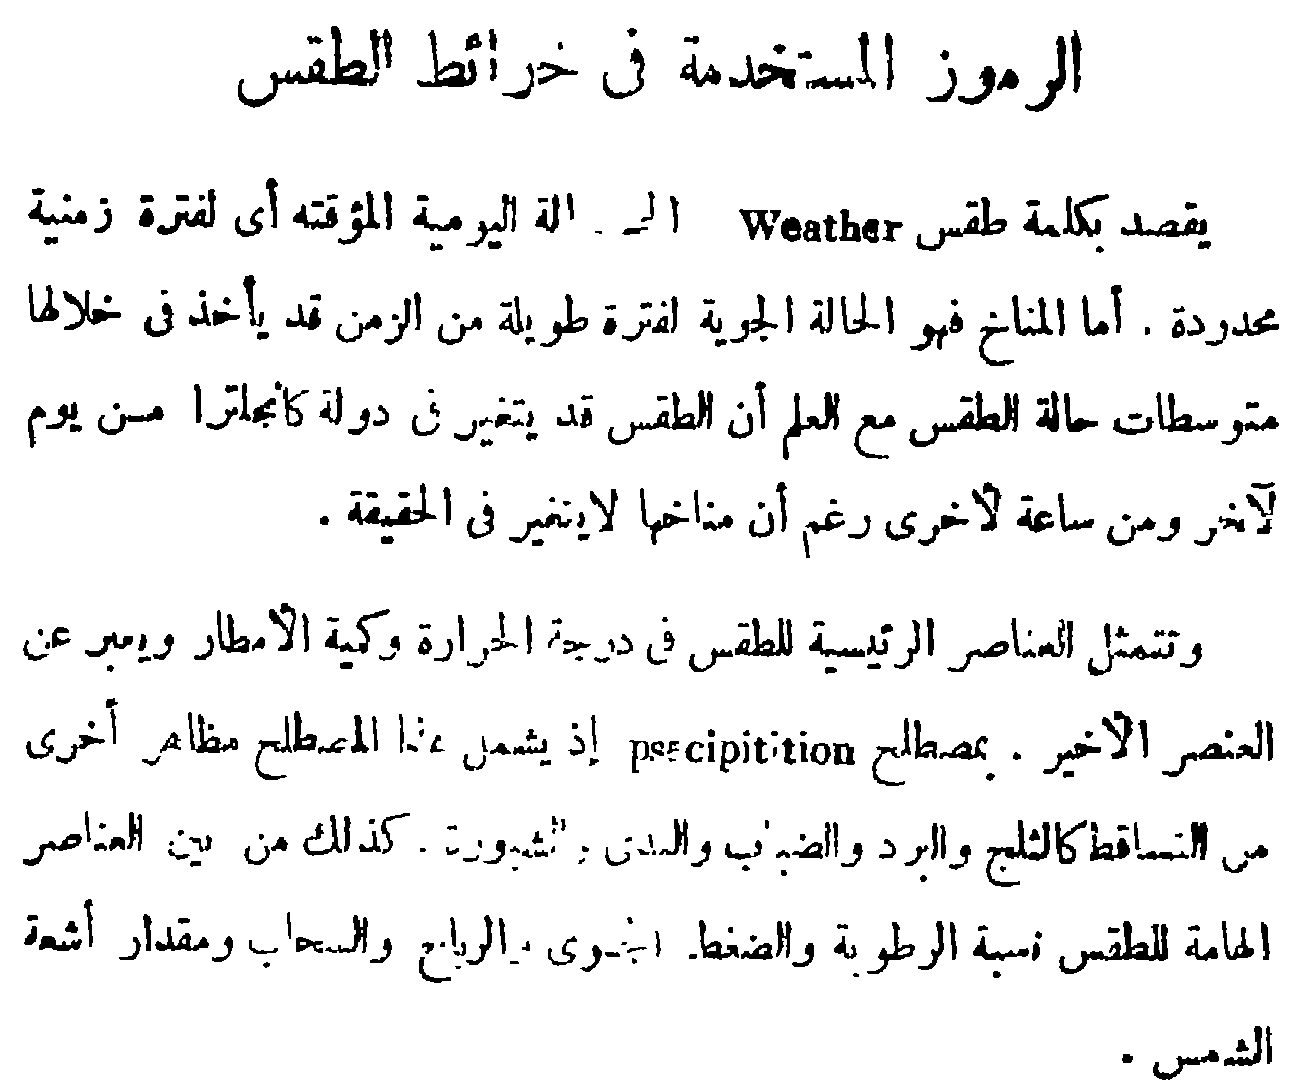 الرموز المستخدمة فى خرائط الطقس
يقصد بكلمة طقس Weather الحالة اليومية المؤقته أى لفترة زمنية
محدودة . أما المناخ فهو الحالة الجوية لفترة طويلة من الزمن قد يأخذ فى خلالها
متوسطات حالة الطقس مع العلم أن الطقس قد يتغير فى دولة كانجلترا من يوم
لآخر ومن ساعة لأخرى رغم أن مناخها لايتغير فى الحقيقة .
وتتمثل العناصر الرئيسية للطقس فى درجة الحرارة وكمية الأمطار ويعبر عن
العنصر الأخير . بمصطلح psecipitition إذ يشمل هذا المصطلح مظاهر أخرى
من التساقط كالثلج والبرد والضباب والندى والشبورة . كذلك من بين العناصر
الهامة للطقس نسبة الرطوبة والضغط الجوى والرياح والسحاب ومقدار أشعة
الشمس .